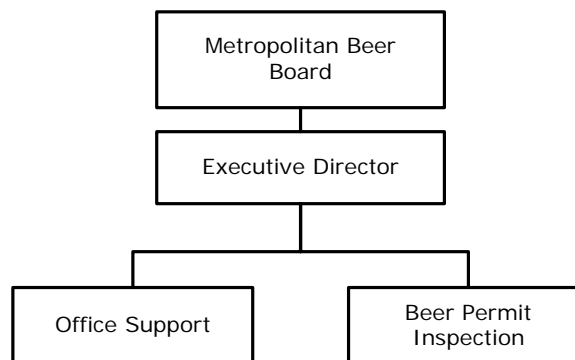 Metropolitan Beer
Board
Executive Director
Office Support
Beer Permit
Inspection